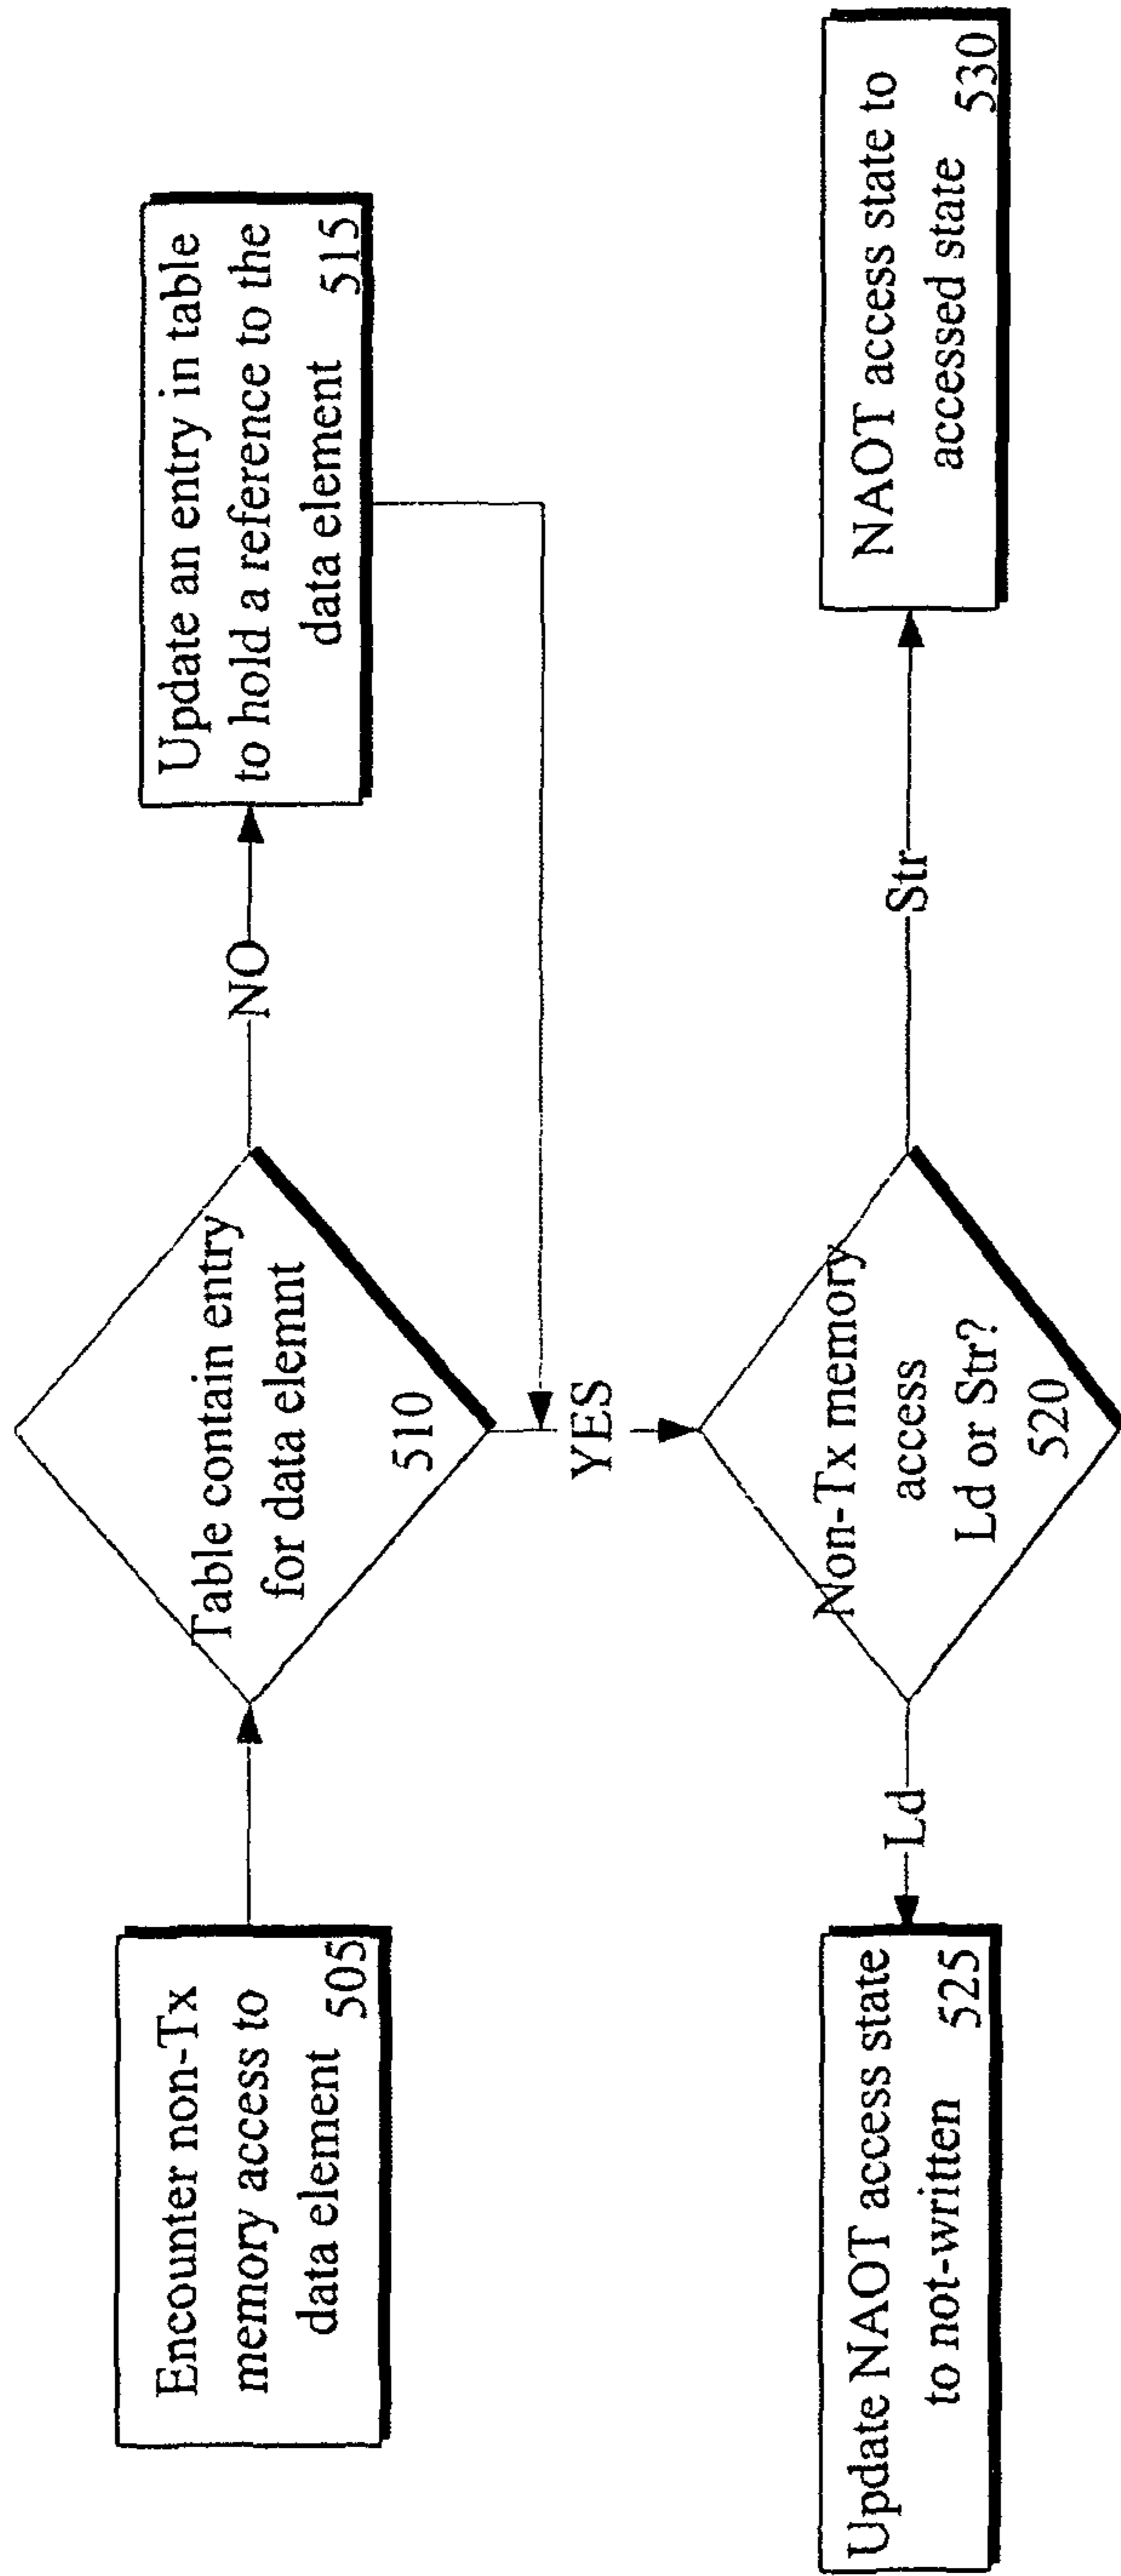 Encounter non-Tx
memory access to
data element 505
Table contain entry
for data elemnt
510
NO
Update an entry in table
to hold a reference to the
data element 515
YES
Non-Tx memory
access
Ld or Str?
520
Ld
Update NAOT access state
to not-written 525
Str
NAOT access state to
accessed state 530